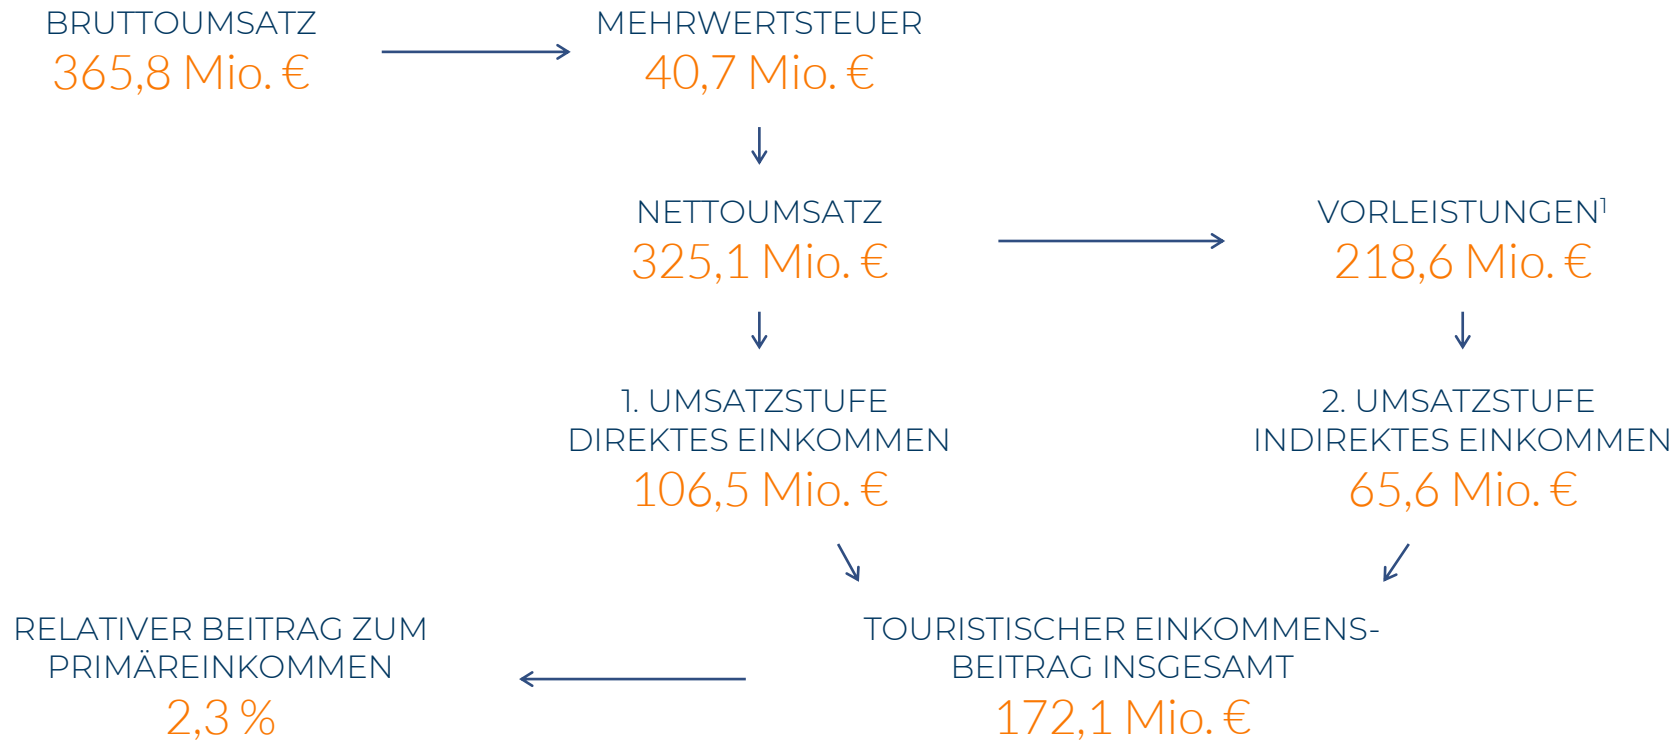 BRUTTOUMSATZ
365,8 Mio. €
MEHRWERTSTEUER
40,7 Mio. €
NETTOUMSATZ
325,1 Mio. €
VORLEISTUNGEN¹
218,6 Mio. €
1. UMSATZSTUFE
DIREKTES EINKOMMEN
106,5 Mio. €
2. UMSATZSTUFE
INDIREKTES EINKOMMEN
65,6 Mio. €
RELATIVER BEITRAG ZUM
PRIMÄREINKOMMEN
2,3 %
TOURISTISCHER EINKOMMENS-
BEITRAG INSGESAMT
172,1 Mio. €